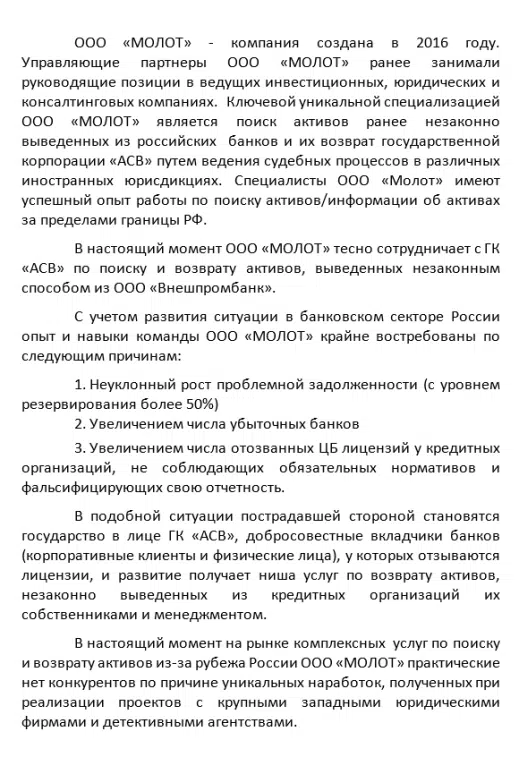 ООО «МОЛОТ» - компания создана в 2016 году.
Управляющие партнеры ООО «МОЛОТ» ранее занимали
руководящие позиции в ведущих инвестиционных, юридических и
консалтинговых компаниях. Ключевой уникальной специализацией
ООО «МОЛОТ» является поиск активов ранее незаконно
выведенных из российских банков и их возврат государственной
корпорации «АСВ» путем ведения судебных процессов в различных
иностранных юрисдикциях. Специалисты ООО «Молот» имеют
успешный опыт работы по поиску активов/информации об активах
за пределами границы РФ.
В настоящий момент ООО «МОЛОТ» тесно сотрудничает с ГК
«АСВ» по поиску и возврату активов, выведенных незаконным
способом из ООО «Внешпромбанк».
С учетом развития ситуации в банковском секторе России
опыт и навыки команды ООО «МОЛОТ» крайне востребованы по
следующим причинам:
1. Неуклонный рост проблемной задолженности (с уровнем
резервирования более 50%)
2. Увеличением числа убыточных банков
3. Увеличением числа отозванных ЦБ лицензий у кредитных
организаций, не соблюдающих обязательных нормативов и
фальсифицирующих свою отчетность.
В подобной ситуации пострадавшей стороной становятся
государство в лице ГК «АСВ», добросовестные вкладчики банков
(корпоративные клиенты и физические лица), у которых отзываются
лицензии, и развитие получает ниша услуг по возврату активов,
незаконно выведенных из кредитных организаций их
собственниками и менеджментом.
В настоящий момент на рынке комплексных услуг по поиску
и возврату активов из-за рубежа России ООО «МОЛОТ» практические
нет конкурентов по причине уникальных наработок, полученных при
реализации проектов с крупными западными юридическими
фирмами и детективными агентствами.